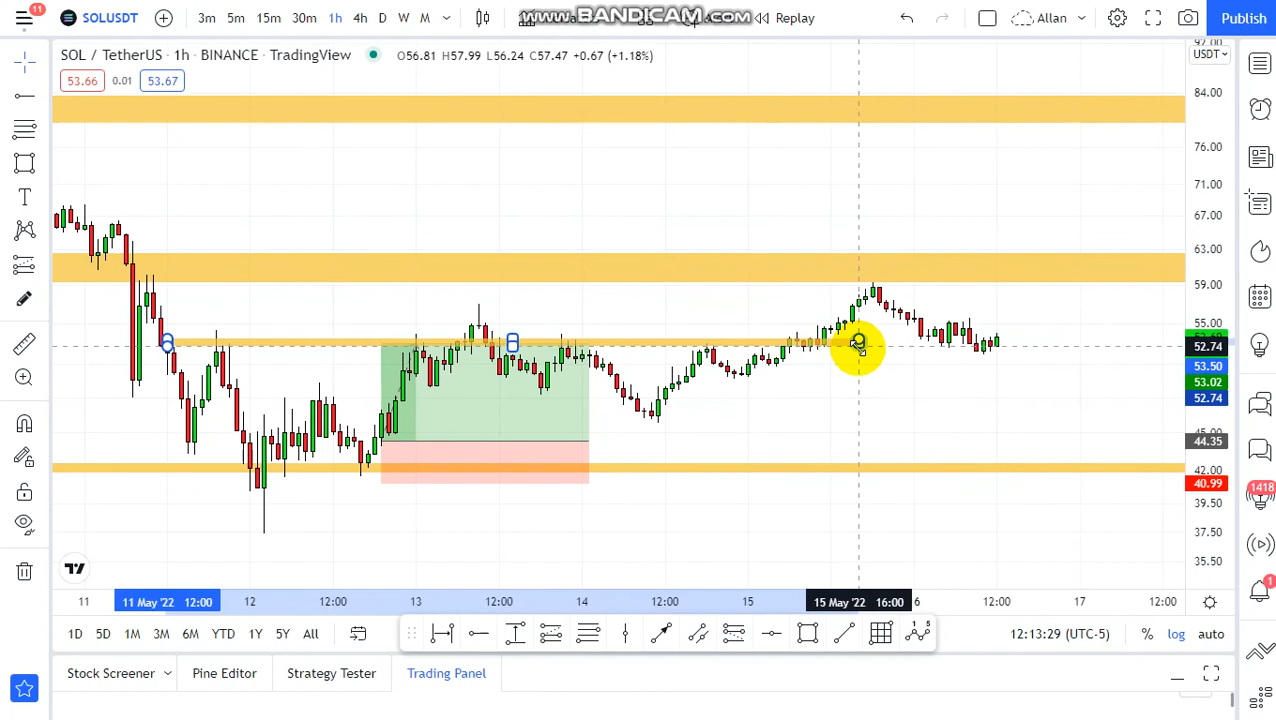 11
SOLUSDT
3m 5m 15m 30m 1h 4h D W M
www.BANDICAM.com
Replay
Allan
Publish
SOL / TetherUS · 1h · BINANCE · TradingView
O56.81 H57.99 L56.24 C57.47 +0.67 (+1.18%)
USDT
53.66 0.01 53.67
84.00
76.00
71.00
67.00
63.00
59.00
55.00
52.74
53.50
53.02
52.74
45.00
44.35
42.00
40.99
39.50
37.50
35.50
1418
1
11 11 May '22 12:00 12 12:00 13 12:00 14 12:00 15 15 May '22 16:00 6 12:00 17 12:00
1D 5D 1M 3M 6M YTD 1Y 5Y All
12:13:29 (UTC-5) % log auto
Stock Screener Pine Editor Strategy Tester Trading Panel